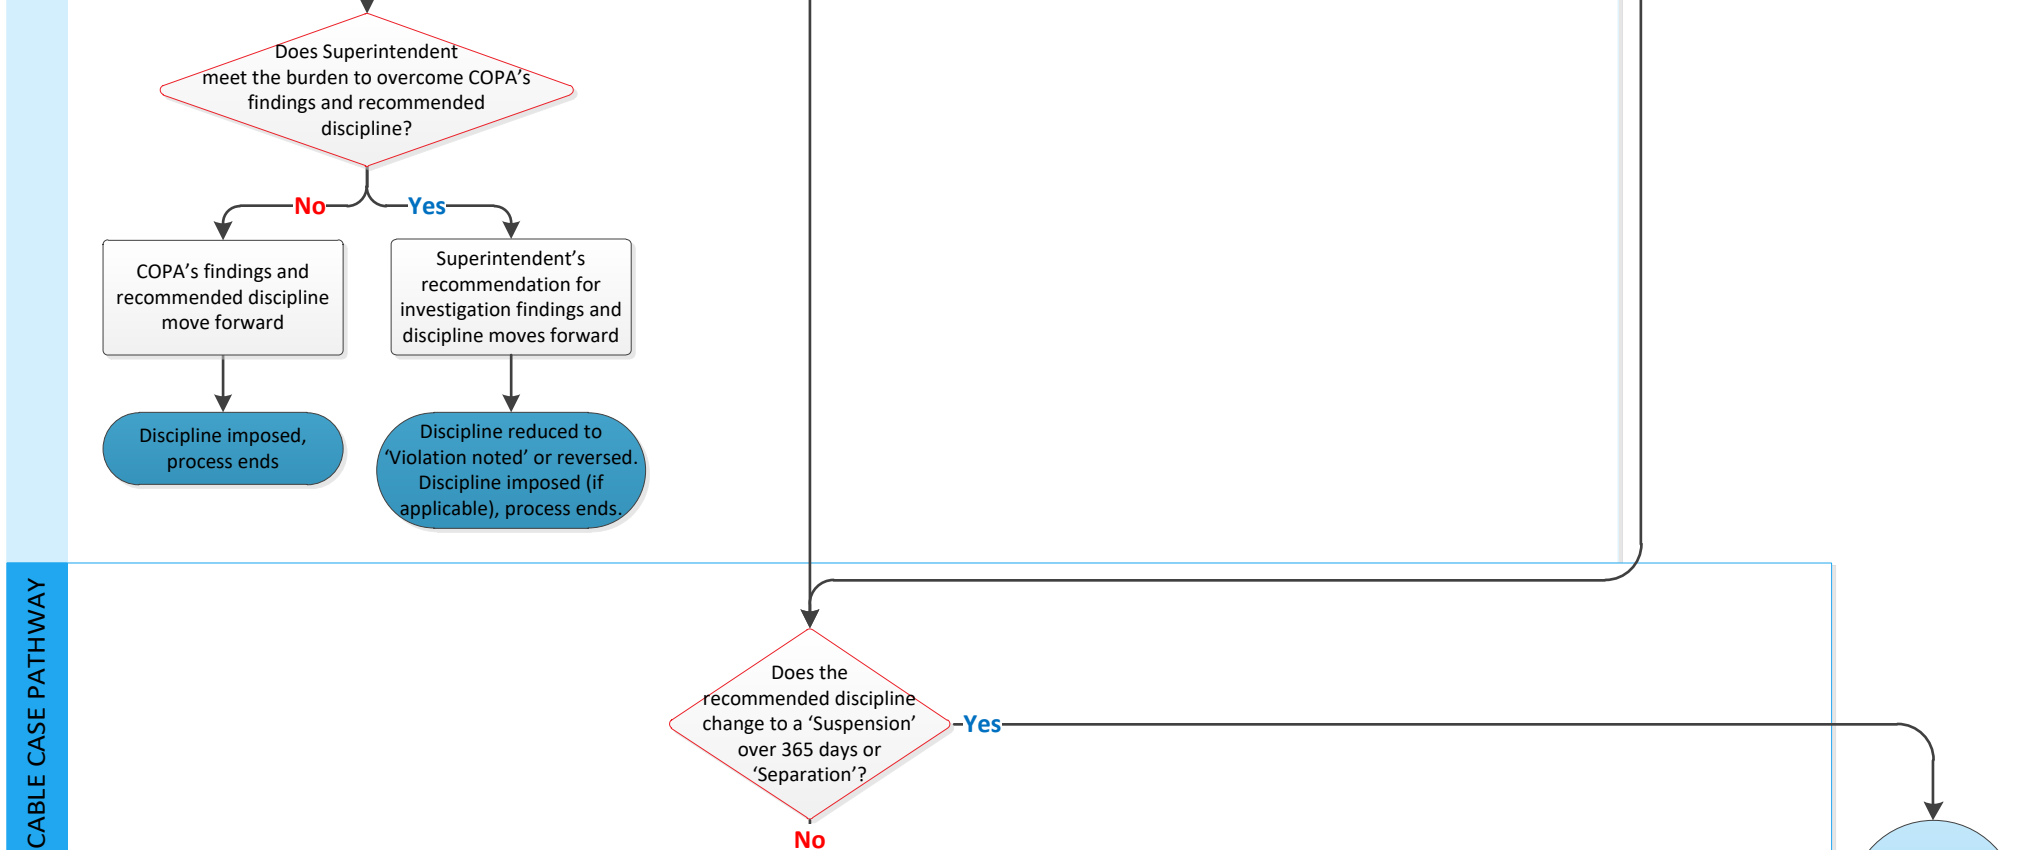 Does Superintendent
meet the burden to overcome COPA's
findings and recommended
discipline?
No
Yes
COPA's findings and
recommended discipline
move forward
Superintendent's
recommendation for
investigation findings and
discipline moves forward
Discipline imposed,
process ends
Discipline reduced to
‘Violation noted’ or reversed.
Discipline imposed (if
applicable), process ends.
CABLE CASE PATHWAY
Does the
recommended discipline
change to a ‘Suspension’
over 365 days or
‘Separation’?
Yes
No